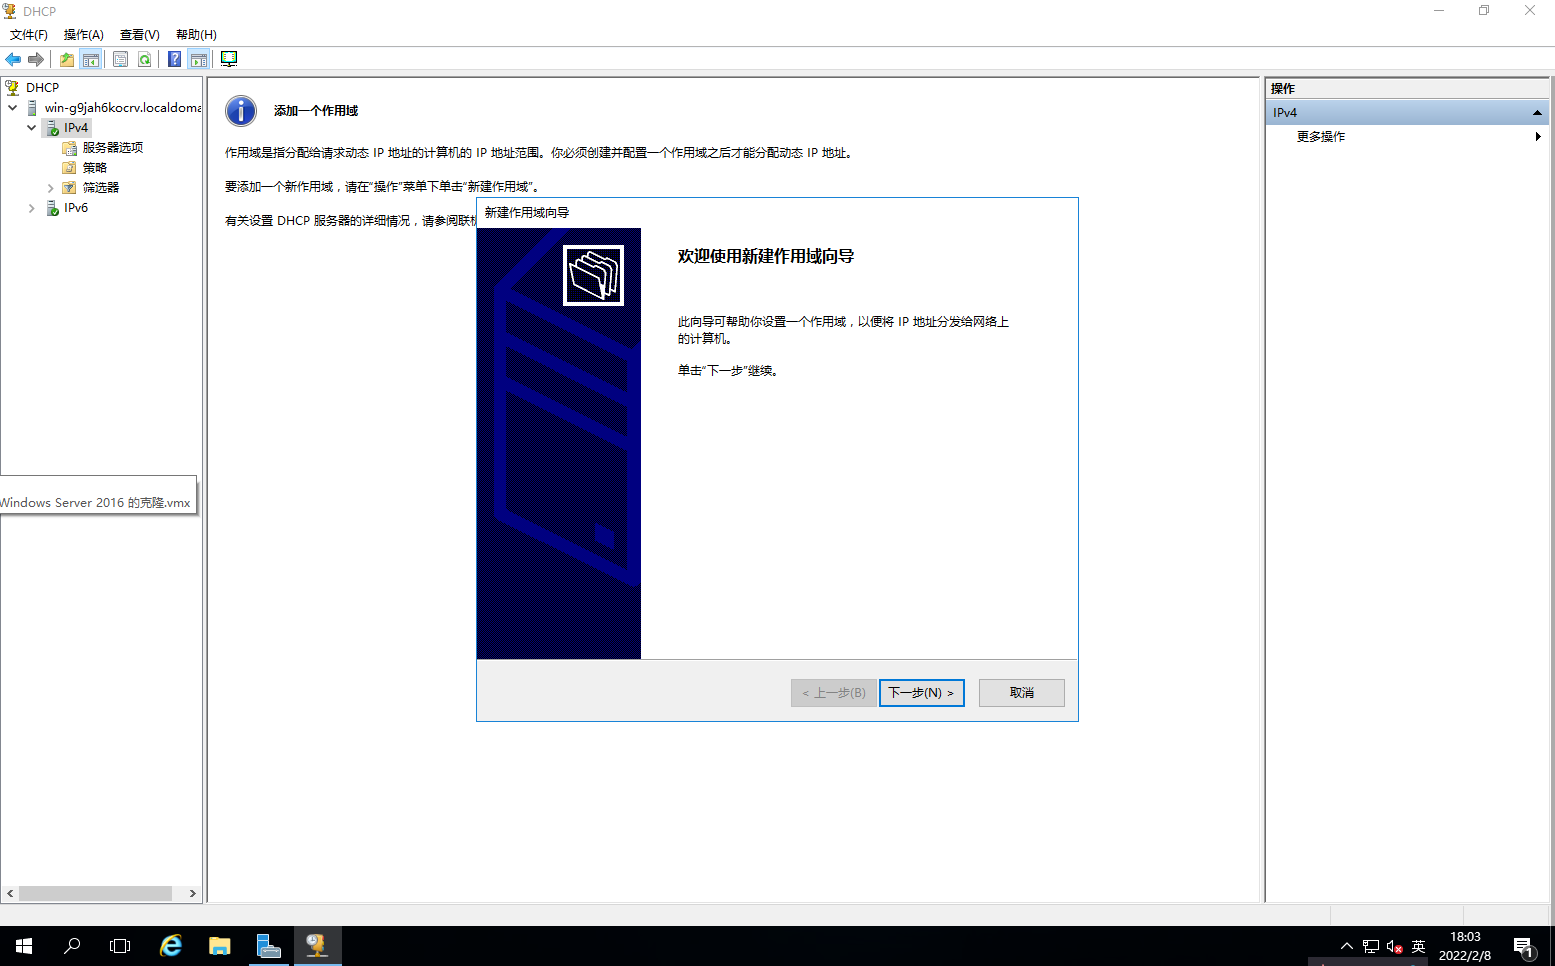 DHCP
文件(F) 操作(A) 查看(V) 帮助(H)
DHCP
win-g9jah6kocrv.localdoma
IPv4
服务器选项
策略
筛选器
IPv6
Windows Server 2016 的克隆.vmx
添加一个作用域
作用域是指分配给请求动态 IP 地址的计算机的 IP 地址范围。你必须创建并配置一个作用域之后才能分配动态 IP 地址。
要添加一个新作用域，请在“操作”菜单下单击“新建作用域”。
有关设置 DHCP 服务器的详细情况，请参阅联机
新建作用域向导
欢迎使用新建作用域向导
此向导可帮助你设置一个作用域，以便将 IP 地址分发给网络上
的计算机。
单击“下一步”继续。
< 上一步(B) 下一步(N) > 取消
操作
IPv4
更多操作
英
18:03
2022/2/8
1